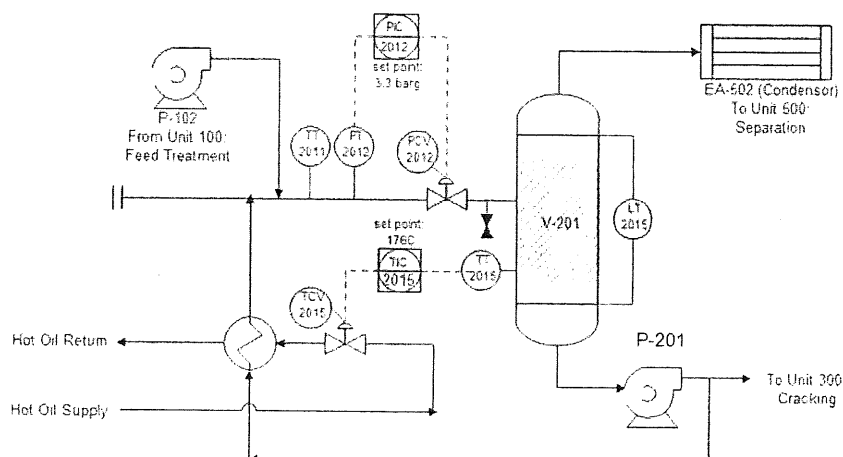 PIC
2012
set point:
3.3 barg
P-102
From Unit 100:
Feed Treatment
TT
2011
PT
2012
PCV
2012
EA-502 (Condensor)
To Unit 500:
Separation
V-201
LT
2015
set point:
176C
TIC
2015
TT
2015
TCV
2015
Hot Oil Return
Hot Oil Supply
P-201
To Unit 300
Cracking